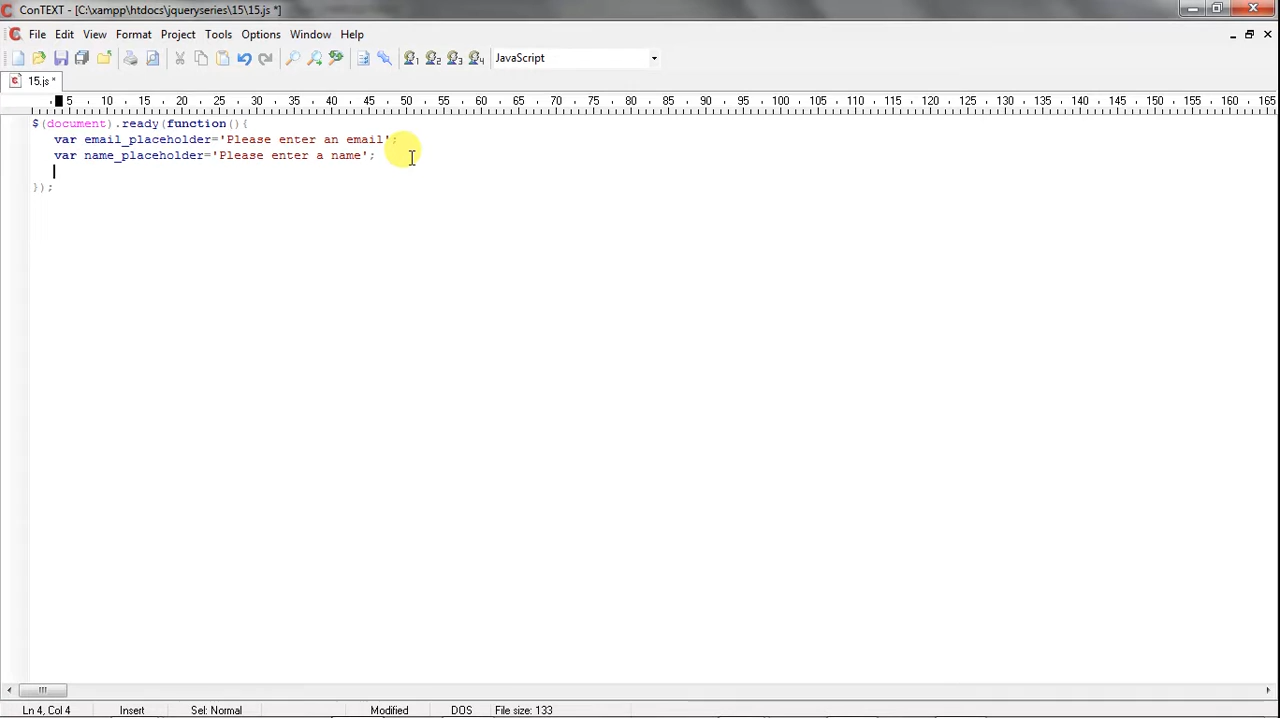 ConTEXT - [C:\xampp\htdocs\jqueryseries\15\15.js *]
File Edit View Format Project Tools Options Window Help
1 2 3 4 JavaScript
15.js *
5 10 15 20 25 30 35 40 45 50 55 60 65 70 75 80 85 90 95 100 105 110 115 120 125 130 135 140 145 150 155 160 165
$(document).ready(function(){
var email_placeholder='Please enter an email';
var name_placeholder='Please enter a name';
});
Ln 4, Col 4 Insert Sel: Normal Modified DOS File size: 133